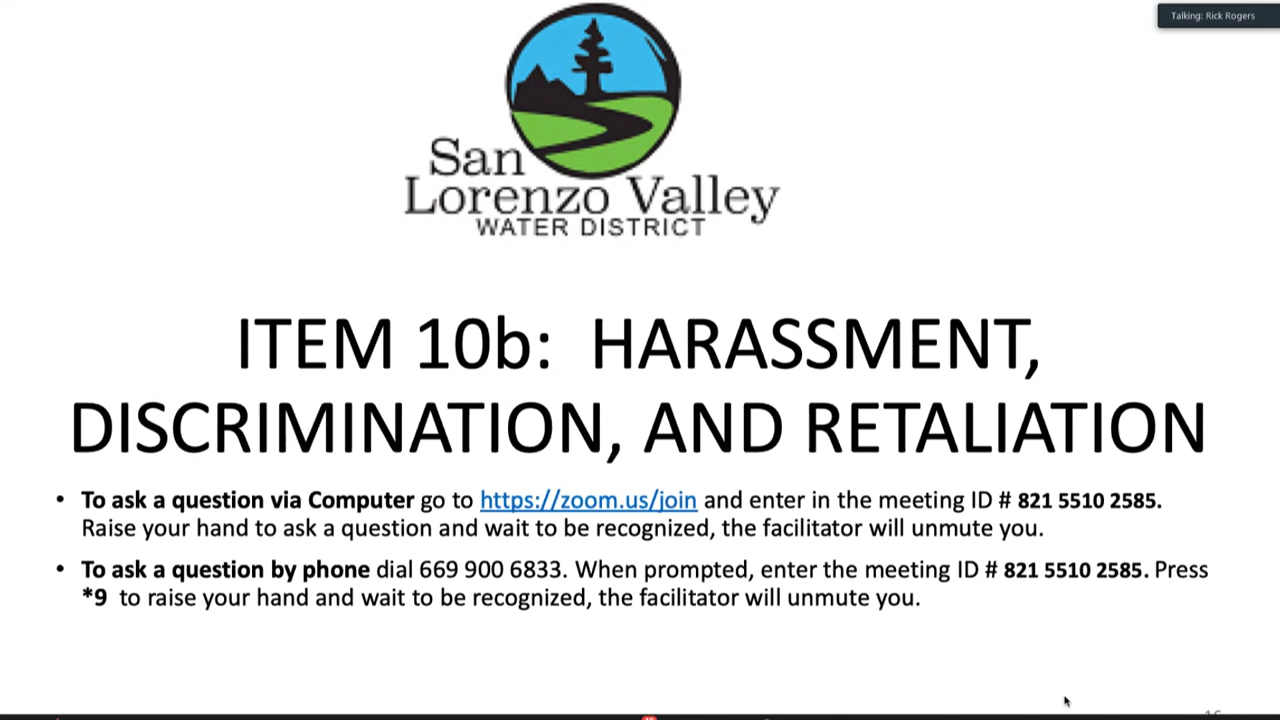 Talking: Rick Rogers
San
Lorenzo Valley
WATER DISTRICT
ITEM 10b:  HARASSMENT,
DISCRIMINATION, AND RETALIATION
• To ask a question via Computer go to https://zoom.us/join and enter in the meeting ID # 821 5510 2585.
Raise your hand to ask a question and wait to be recognized, the facilitator will unmute you.
• To ask a question by phone dial 669 900 6833. When prompted, enter the meeting ID # 821 5510 2585. Press
*9  to raise your hand and wait to be recognized, the facilitator will unmute you.